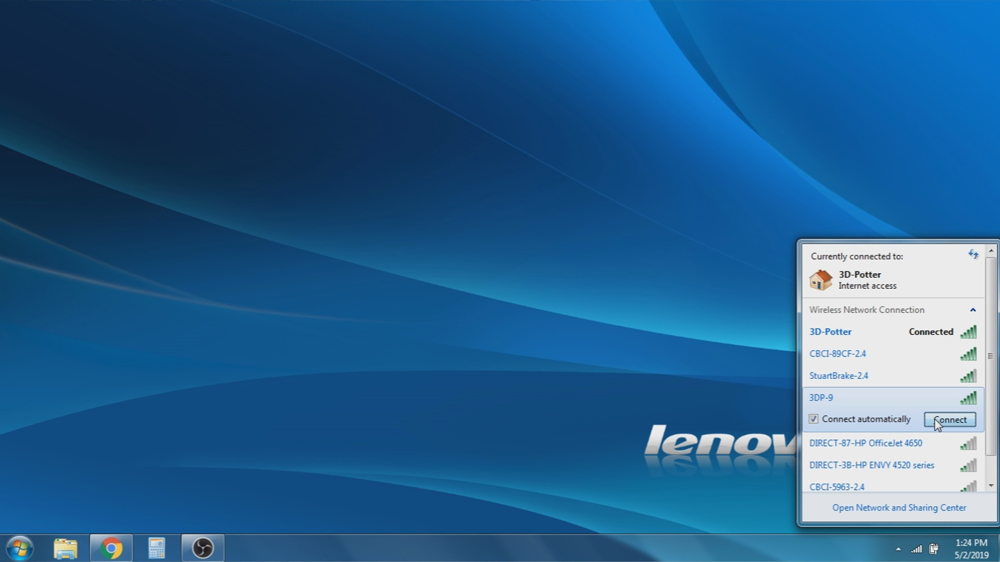 Currently connected to:
3D-Potter
Internet access
Wireless Network Connection
3D-Potter Connected
CBCI-89CF-2.4
StuartBrake-2.4
3DP-9
Connect automatically Connect
DIRECT-87-HP OfficeJet 4650
DIRECT-3B-HP ENVY 4520 series
CBCI-5963-2.4
Open Network and Sharing Center
lenov
1:24 PM
5/2/2019